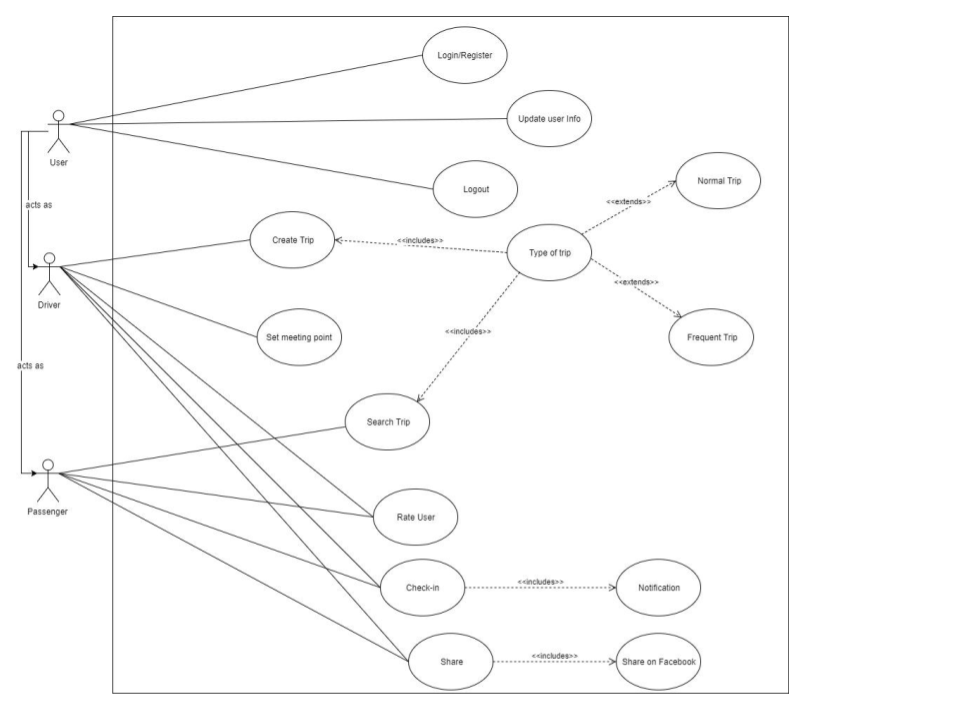 Login/Register
Update user Info
User
Logout
Normal Trip
<<extends>>
acts as
Create Trip
<<includes>>
Type of trip
<<extends>>
Driver
<<includes>>
Set meeting point
Frequent Trip
acts as
Search Trip
Passenger
Rate User
Check-in
<<includes>>
Notification
Share
<<includes>>
Share on Facebook